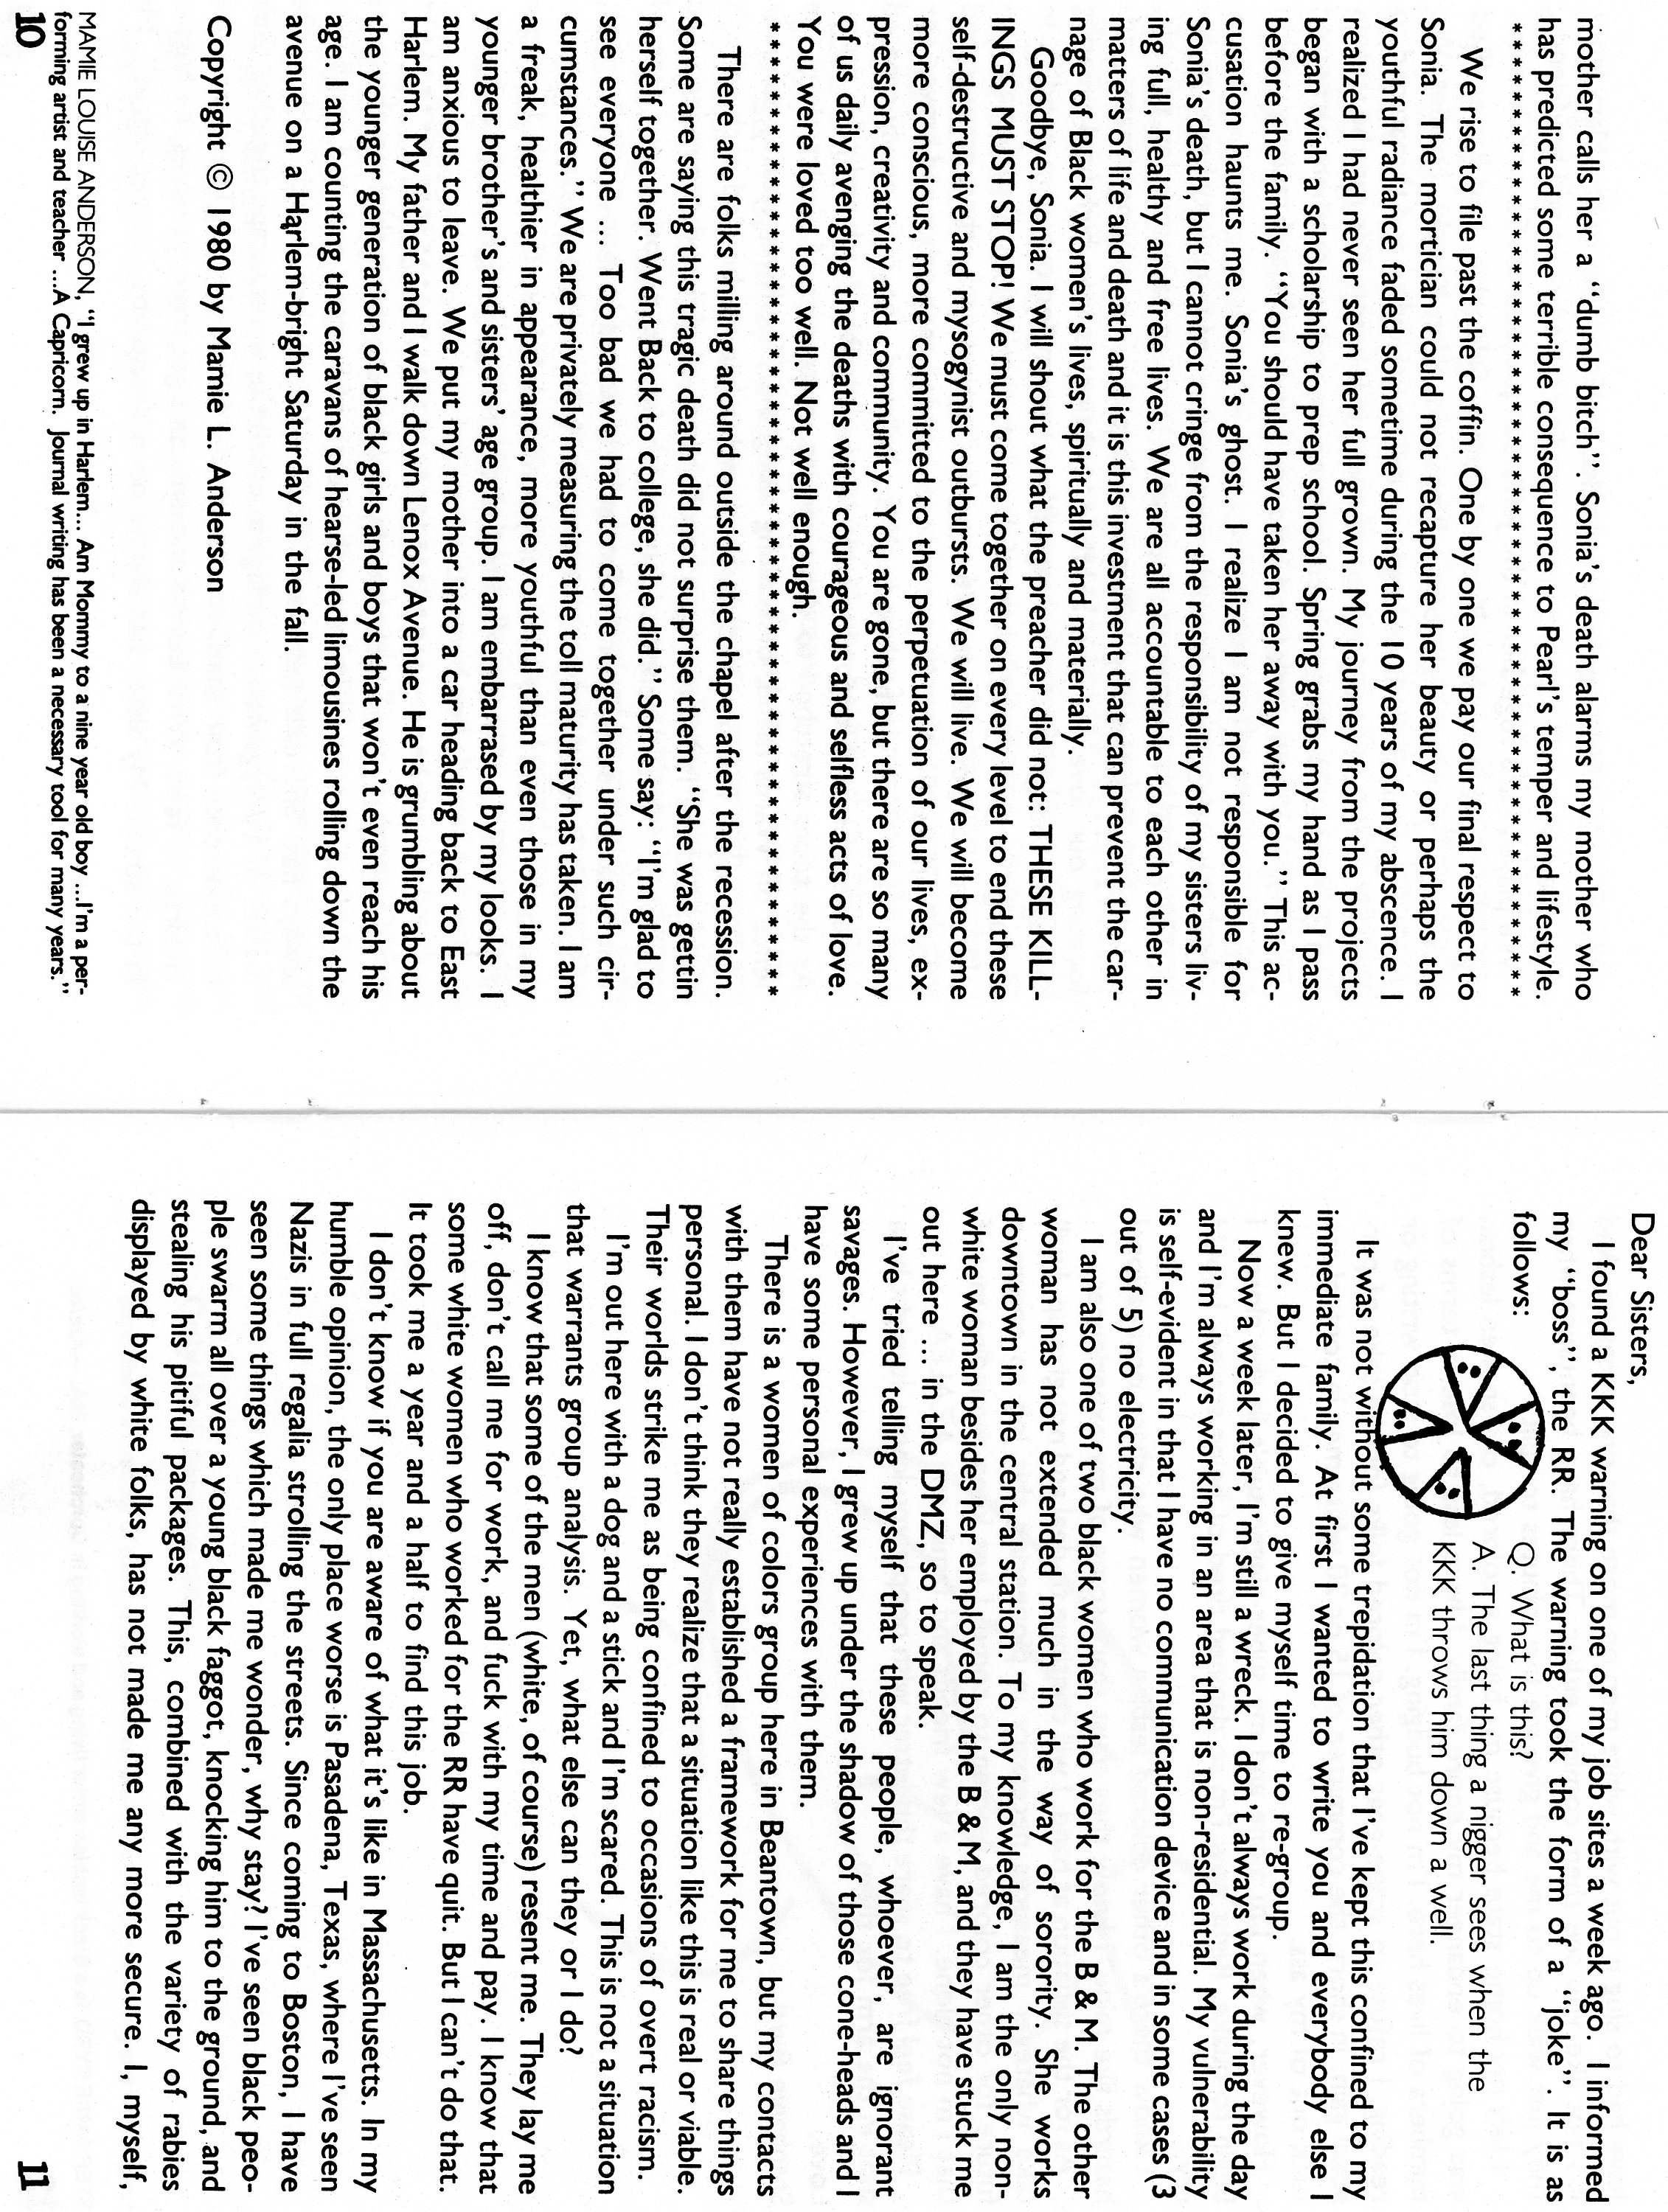 mother calls her a “dumb bitch”. Sonia’s death alarms my mother who
has predicted some terrible consequence to Pearl’s temper and lifestyle.
* * * * * * * * * * * * * * * * * * * * * * * * * * * * * * * * * * * * * * * * * * * * * * * * * *
We rise to file past the coffin. One by one we pay our final respect to
Sonia. The mortician could not recapture her beauty or perhaps the
youthful radiance faded sometime during the 10 years of my abscence. I
realized I had never seen her full grown. My journey from the projects
began with a scholarship to prep school. Spring grabs my hand as I pass
before the family. “You should have taken her away with you.” This ac-
cusation haunts me. Sonia’s ghost. I realize I am not responsible for
Sonia’s death, but I cannot cringe from the responsibility of my sisters liv-
ing full, healthy and free lives. We are all accountable to each other in
matters of life and death and it is this investment that can prevent the car-
nage of Black women’s lives, spiritually and materially.
Goodbye, Sonia. I will shout what the preacher did not: THESE KILL-
INGS MUST STOP! We must come together on every level to end these
self-destructive and mysogynist outbursts. We will live. We will become
more conscious, more committed to the perpetuation of our lives, ex-
pression, creativity and community. You are gone, but there are so many
of us daily avenging the deaths with courageous and selfless acts of love.
You were loved too well. Not well enough.
* * * * * * * * * * * * * * * * * * * * * * * * * * * * * * * * * * * * * * * * * * * * * * * * * *
There are folks milling around outside the chapel after the recession.
Some are saying this tragic death did not surprise them. “She was gettin
herself together. Went Back to college, she did.” Some say: “I’m glad to
see everyone ... Too bad we had to come together under such cir-
cumstances.” We are privately measuring the toll maturity has taken. I am
a freak, healthier in appearance, more youthful than even those in my
younger brother’s and sisters’ age group. I am embarrased by my looks. I
am anxious to leave. We put my mother into a car heading back to East
Harlem. My father and I walk down Lenox Avenue. He is grumbling about
the younger generation of black girls and boys that won’t even reach his
age. I am counting the caravans of hearse-led limousines rolling down the
avenue on a Harlem-bright Saturday in the fall.
Copyright © 1980 by Mamie L. Anderson
MAMIE LOUISE ANDERSON, “I grew up in Harlem... Am Mommy to a nine year old boy ...I’m a per-
forming artist and teacher ...A Capricorn. Journal writing has been a necessary tool for many years.”
10
Dear Sisters,
I found a KKK warning on one of my job sites a week ago. I informed
my “boss”, the RR. The warning took the form of a “joke”. It is as
follows:
Q. What is this?
A. The last thing a nigger sees when the
KKK throws him down a well.
It was not without some trepidation that I’ve kept this confined to my
immediate family. At first I wanted to write you and everybody else I
knew. But I decided to give myself time to re-group.
Now a week later, I’m still a wreck. I don’t always work during the day
and I’m always working in an area that is non-residential. My vulnerability
is self-evident in that I have no communication device and in some cases (3
out of 5) no electricity.
I am also one of two black women who work for the B & M. The other
woman has not extended much in the way of sorority. She works
downtown in the central station. To my knowledge, I am the only non-
white woman besides her employed by the B & M, and they have stuck me
out here ... in the DMZ, so to speak.
I’ve tried telling myself that these people, whoever, are ignorant
savages. However, I grew up under the shadow of those cone-heads and I
have some personal experiences with them.
There is a women of colors group here in Beantown, but my contacts
with them have not really established a framework for me to share things
personal. I don’t think they realize that a situation like this is real or viable.
Their worlds strike me as being confined to occasions of overt racism.
I’m out here with a dog and a stick and I’m scared. This is not a situation
that warrants group analysis. Yet, what else can they or I do?
I know that some of the men (white, of course) resent me. They lay me
off, don’t call me for work, and fuck with my time and pay. I know that
some white women who worked for the RR have quit. But I can’t do that.
It took me a year and a half to find this job.
I don’t know if you are aware of what it’s like in Massachusetts. In my
humble opinion, the only place worse is Pasadena, Texas, where I’ve seen
Nazis in full regalia strolling the streets. Since coming to Boston, I have
seen some things which made me wonder, why stay? I’ve seen black peo-
ple swarm all over a young black faggot, knocking him to the ground, and
stealing his pitiful packages. This, combined with the variety of rabies
displayed by white folks, has not made me any more secure. I, myself,
11